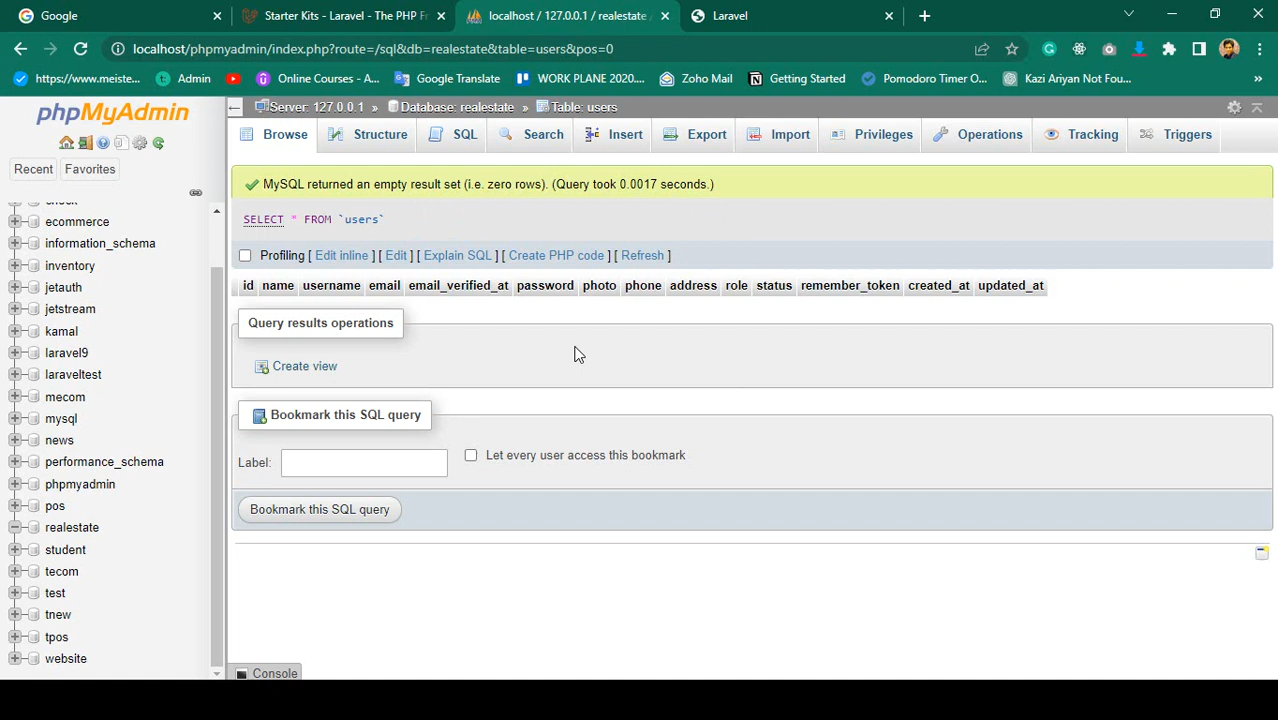 Google
Starter Kits - Laravel - The PHP Fr
localhost / 127.0.0.1 / realestate /
Laravel
localhost/phpmyadmin/index.php?route=/sql&db=realestate&table=users&pos=0
https://www.meiste...
Admin
Online Courses - A...
Google Translate
WORK PLANE 2020....
Zoho Mail
Getting Started
Pomodoro Timer O...
Kazi Ariyan Not Fou...
»
phpMyAdmin
Recent
Favorites
ecommerce
information_schema
inventory
jetauth
jetstream
kamal
laravel9
laraveltest
mecom
mysql
news
performance_schema
phpmyadmin
pos
realestate
student
tecom
test
tnew
tpos
website
Server: 127.0.0.1 » Database: realestate » Table: users
Browse
Structure
SQL
Search
Insert
Export
Import
Privileges
Operations
Tracking
Triggers
MySQL returned an empty result set (i.e. zero rows). (Query took 0.0017 seconds.)
SELECT * FROM `users`
Profiling [ Edit inline ] [ Edit ] [ Explain SQL ] [ Create PHP code ] [ Refresh ]
id name username email email_verified_at password photo phone address role status remember_token created_at updated_at
Query results operations
Create view
Bookmark this SQL query
Label:
Let every user access this bookmark
Bookmark this SQL query
Console